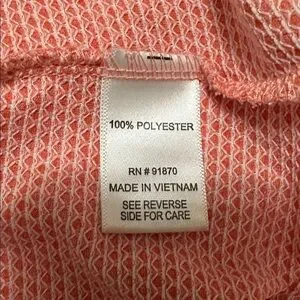 100% POLYESTER
RN # 91870
MADE IN VIETNAM
SEE REVERSE
SIDE FOR CARE